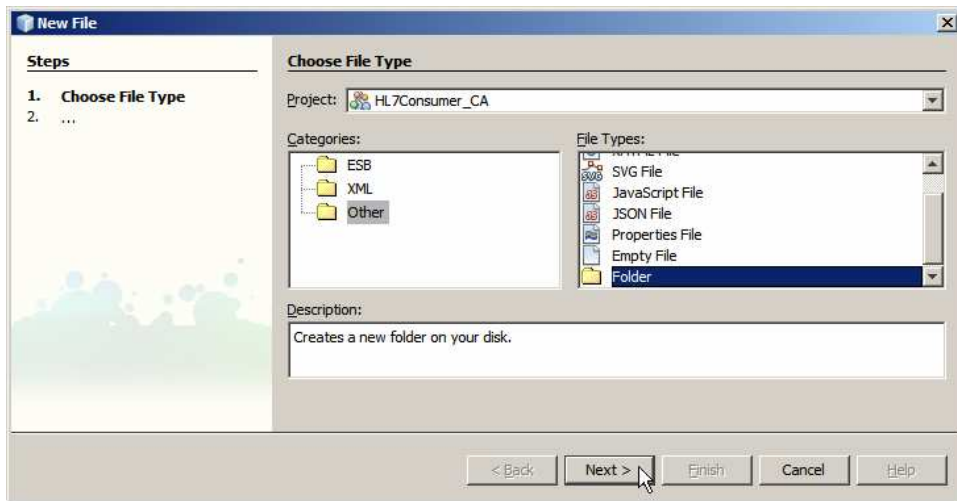 New File
Steps
1. Choose File Type
2. ...
Choose File Type
Project: HL7Consumer_CA
Categories:
ESB
XML
Other
File Types:
SVG File
JavaScript File
JSON File
Properties File
Empty File
Folder
Description:
Creates a new folder on your disk.
< Back
Next >
Finish
Cancel
Help